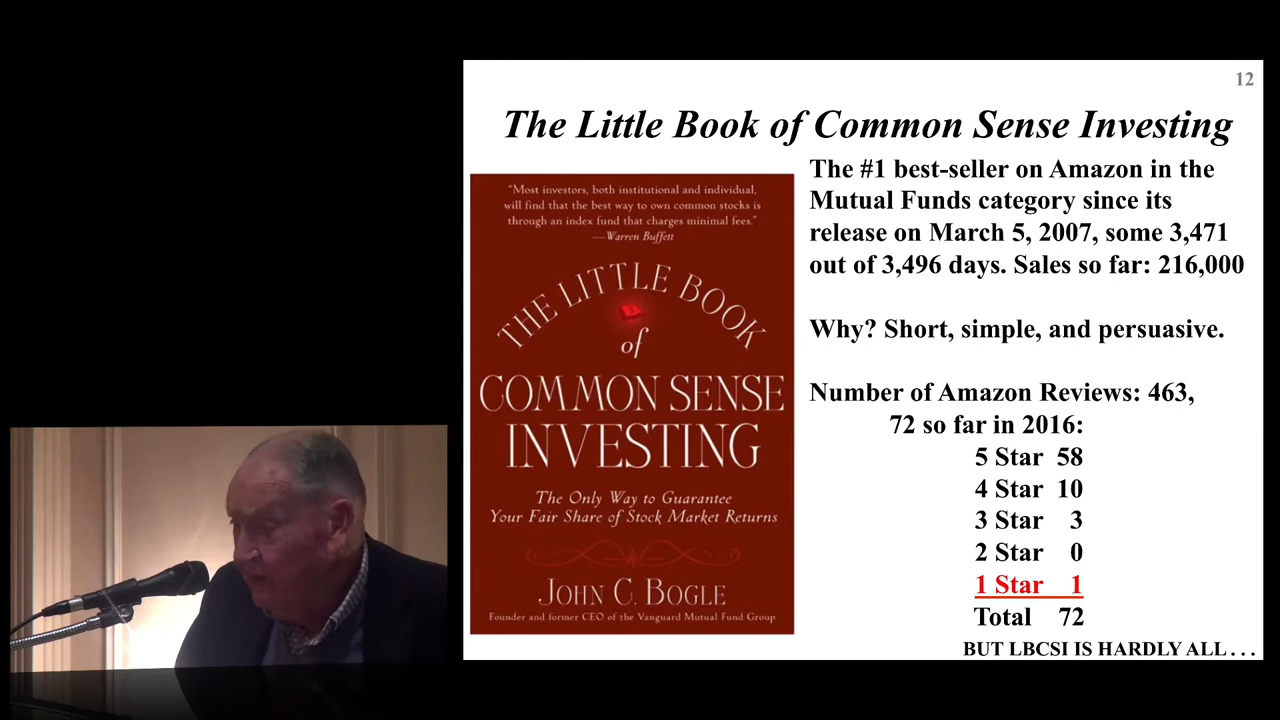 12
The Little Book of Common Sense Investing
"Most investors, both institutional and individual,
will find that the best way to own common stocks is
through an index fund that charges minimal fees."
—Warren Buffett
THE LITTLE BOOK
of
COMMON SENSE
INVESTING
The Only Way to Guarantee
Your Fair Share of Stock Market Returns
JOHN C. BOGLE
Founder and former CEO of the Vanguard Mutual Fund Group
The #1 best-seller on Amazon in the
Mutual Funds category since its
release on March 5, 2007, some 3,471
out of 3,496 days. Sales so far: 216,000
Why? Short, simple, and persuasive.
Number of Amazon Reviews: 463,
72 so far in 2016:
5 Star 58
4 Star 10
3 Star 3
2 Star 0
1 Star 1
Total 72
BUT LBCSI IS HARDLY ALL . . .